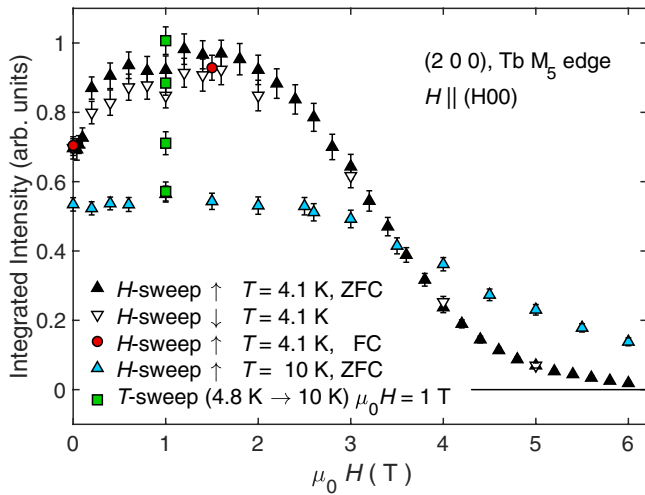 1
0.8
0.6
0.4
0.2
0
0 1 2 3 4 5 6
Integrated Intensity (arb. units)
μ₀ H ( T )
(2 0 0), Tb M₅ edge
H || (H00)
H-sweep ↑ T = 4.1 K, ZFC
H-sweep ↓ T = 4.1 K
H-sweep ↑ T = 4.1 K, FC
H-sweep ↑ T = 10 K, ZFC
T-sweep (4.8 K → 10 K) μ₀H = 1 T